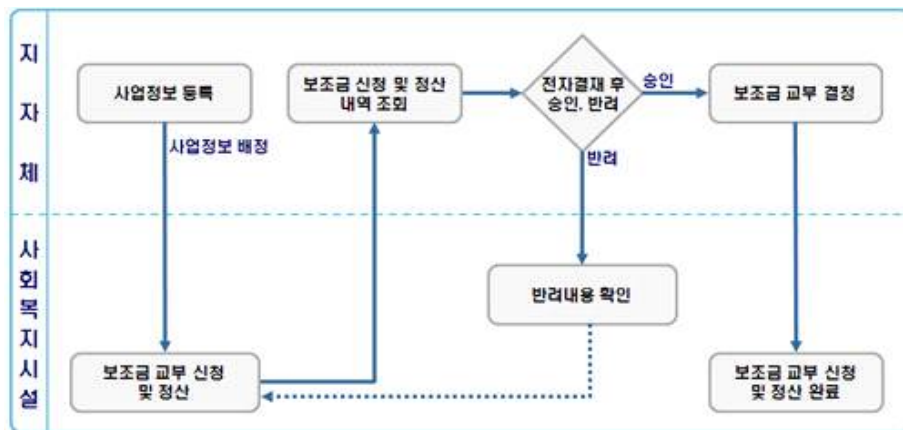 지자체
사업정보 등록
보조금 신청 및 정산
내역 조회
전자결재 후
승인, 반려
승인
보조금 교부 결정
사업정보 배정
반려
사회복지시설
반려내용 확인
보조금 교부 신청
및 정산
보조금 교부 신청
및 정산 완료